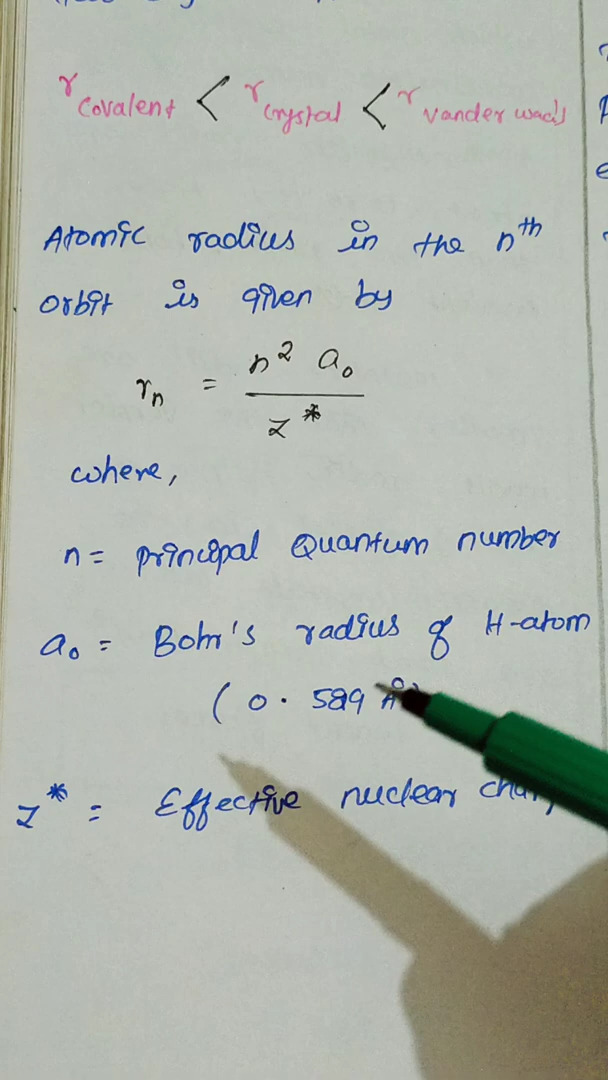 r covalent < r crystal < r vander waals
Atomic radius in the nth
orbit is given by
rn = n² a₀ / Z*
where,
n = principal Quantum number
a₀ = Bohr's radius of H-atom
( 0. 529 Å)
Z* = Effective nuclear